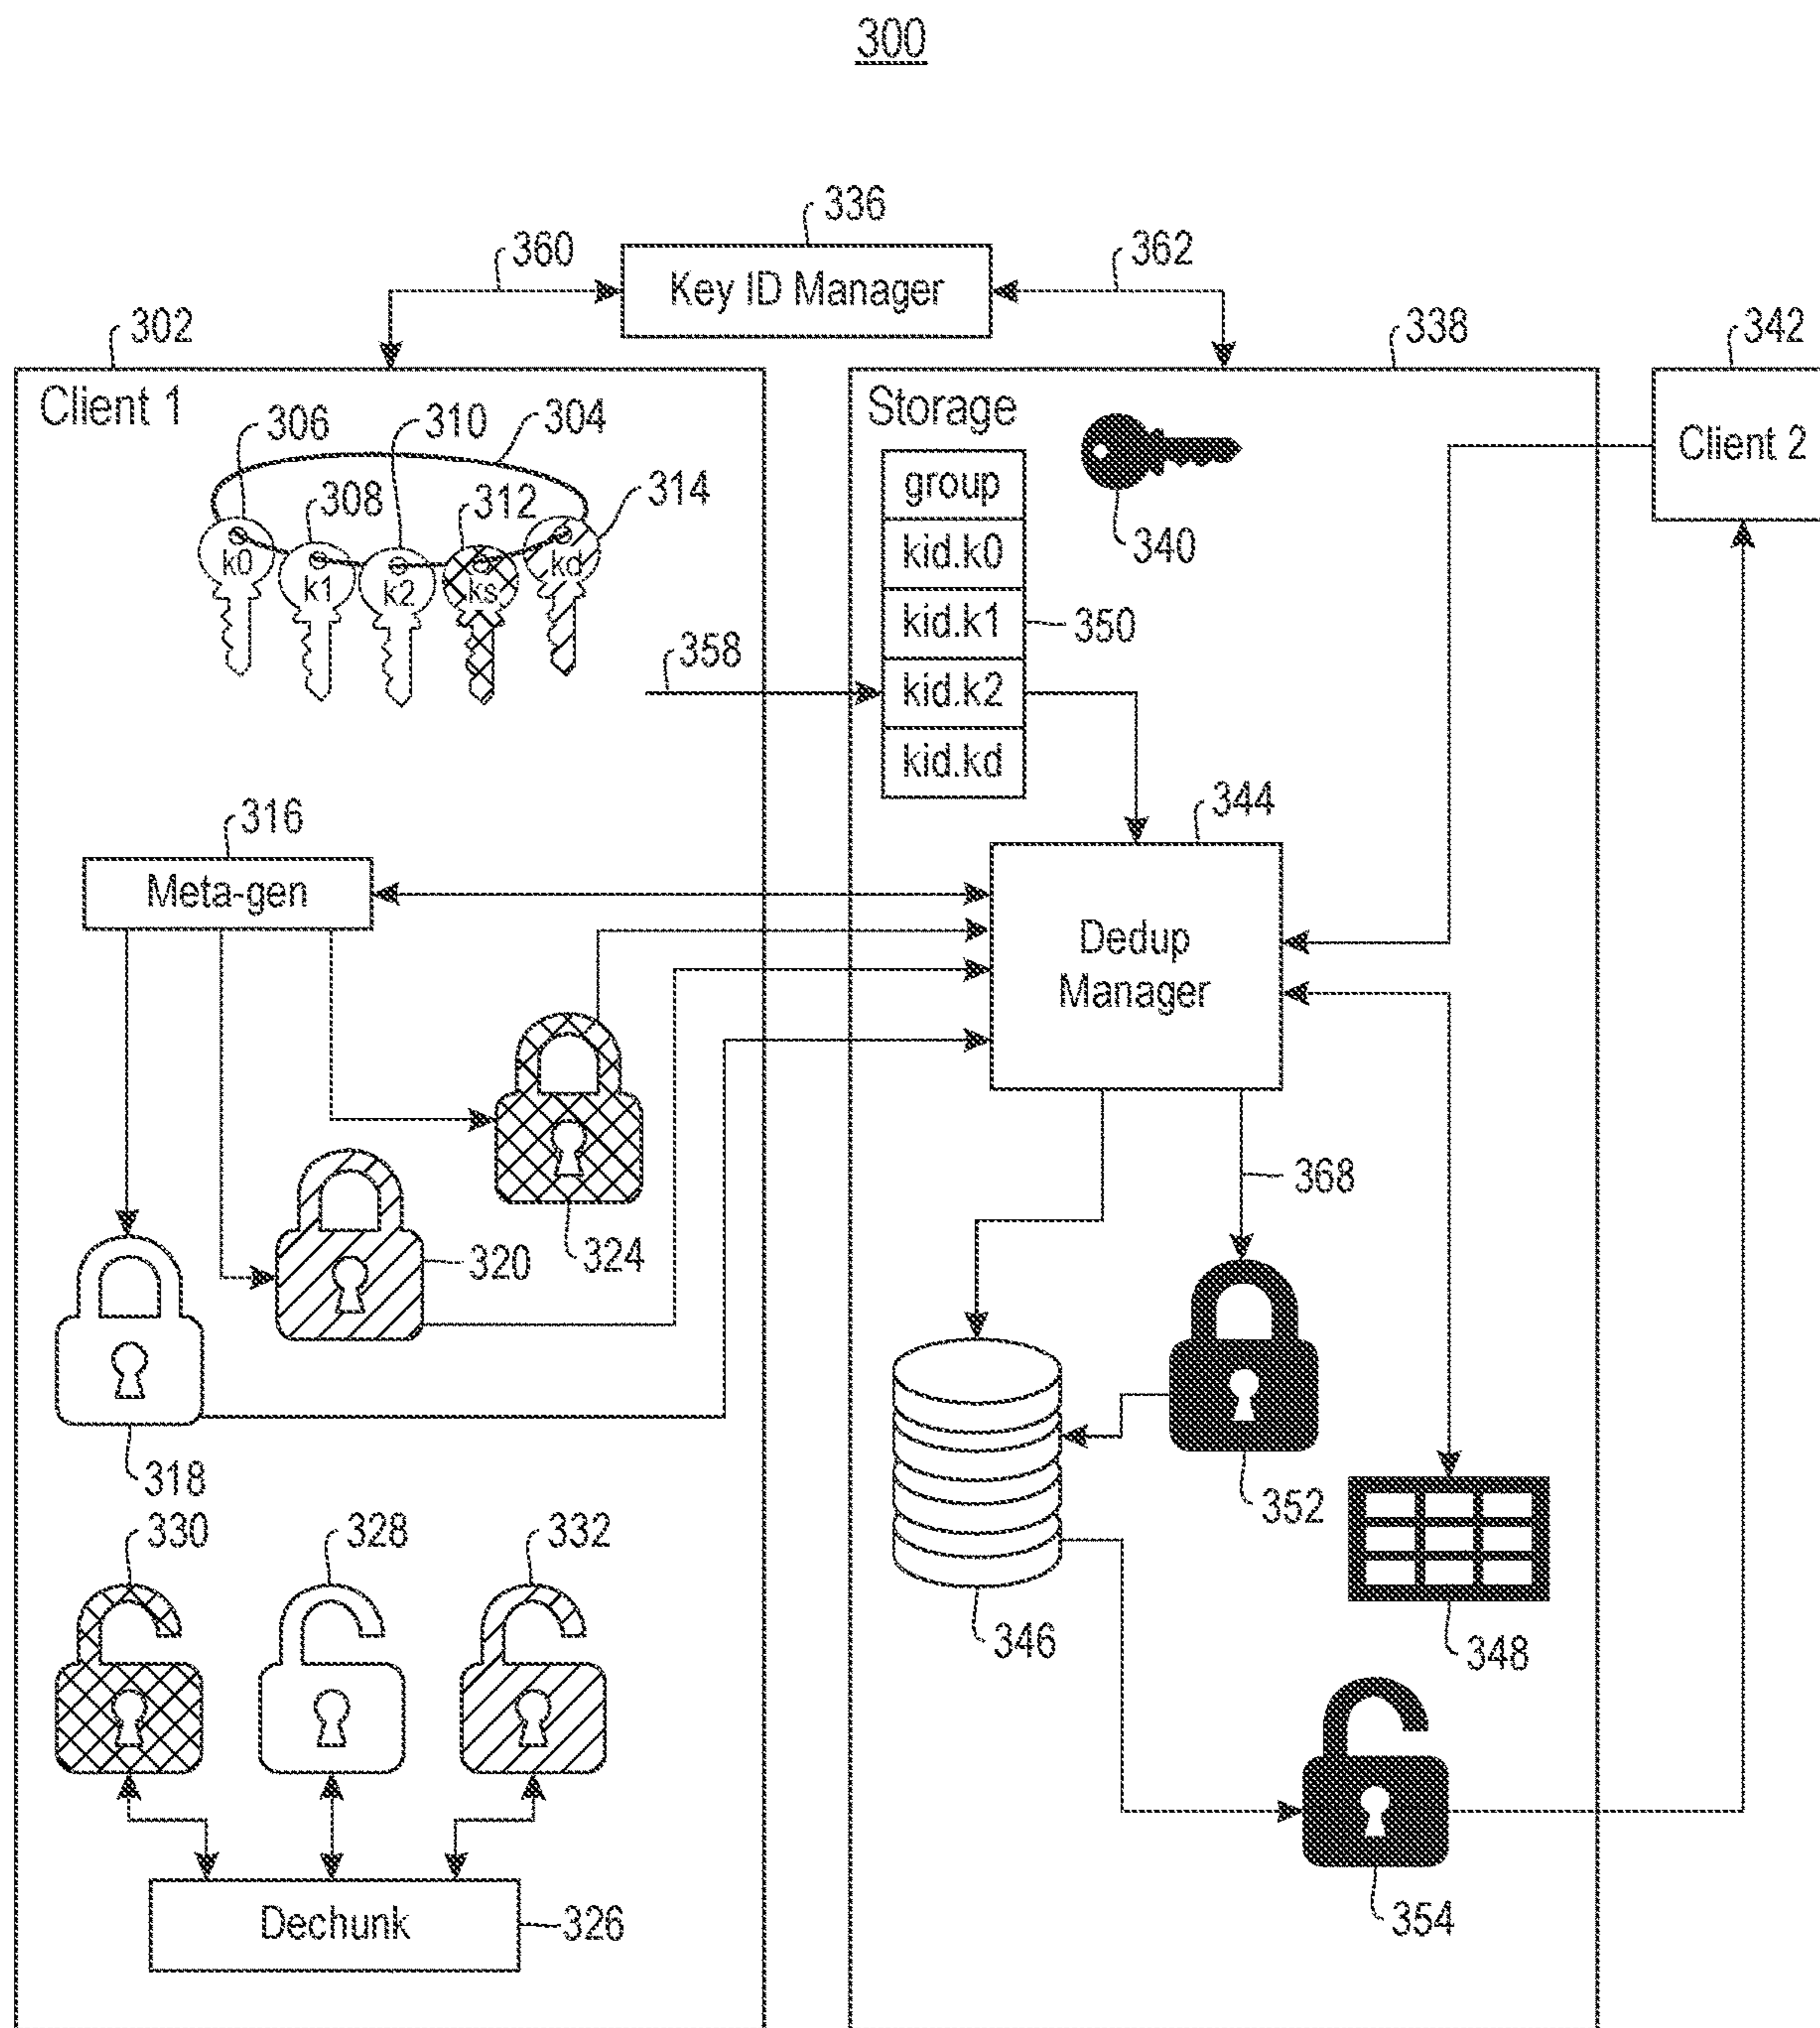 300
336
360
Key ID Manager
362
302
338
342
Client 1
306
310
304
308
312
314
k0
k1
k2
ks
kd
Storage
340
group
kid.k0
kid.k1
kid.k2
kid.kd
350
358
Client 2
316
Meta-gen
344
Dedup
Manager
324
320
318
368
352
346
348
330
328
332
354
Dechunk
326